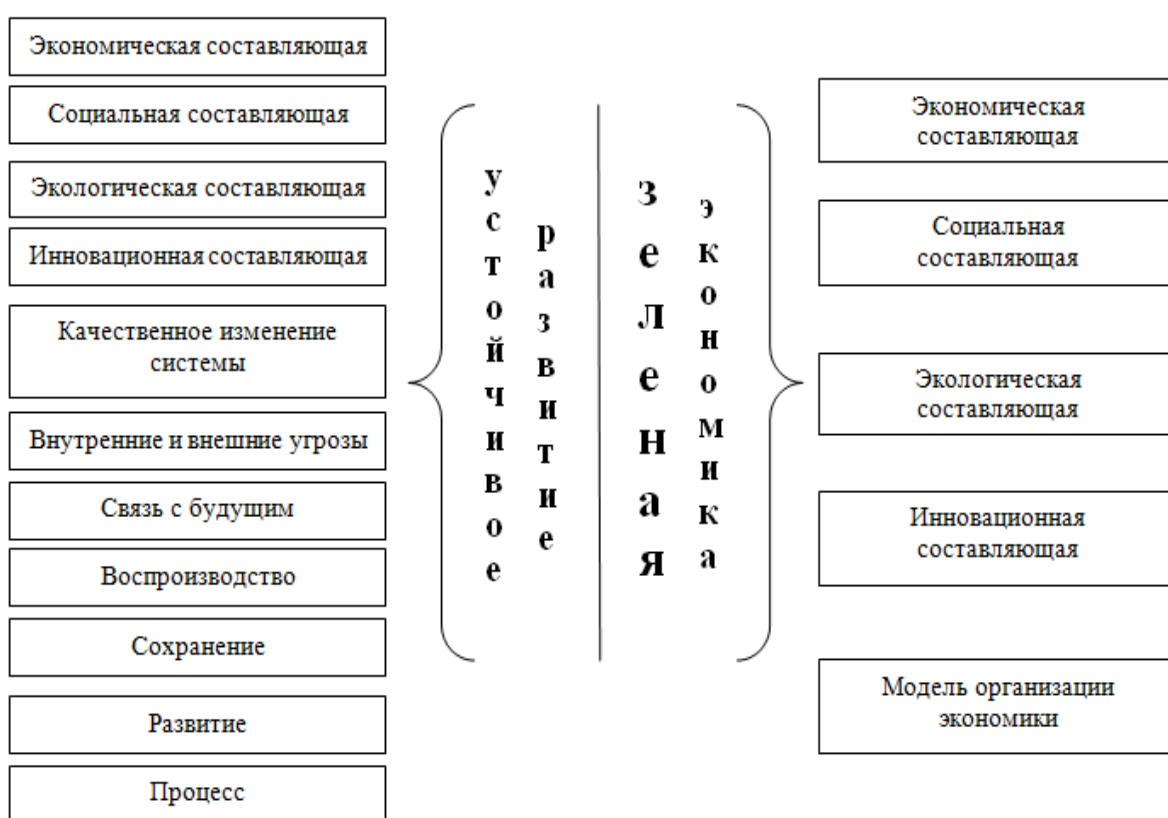 Экономическая составляющая
Социальная составляющая
Экологическая составляющая
Инновационная составляющая
Качественное изменение
системы
Внутренние и внешние угрозы
Связь с будущим
Воспроизводство
Сохранение
Развитие
Процесс
устойчивое
развитие
зеленая
экономика
Экономическая
составляющая
Социальная
составляющая
Экологическая
составляющая
Инновационная
составляющая
Модель организации
экономики